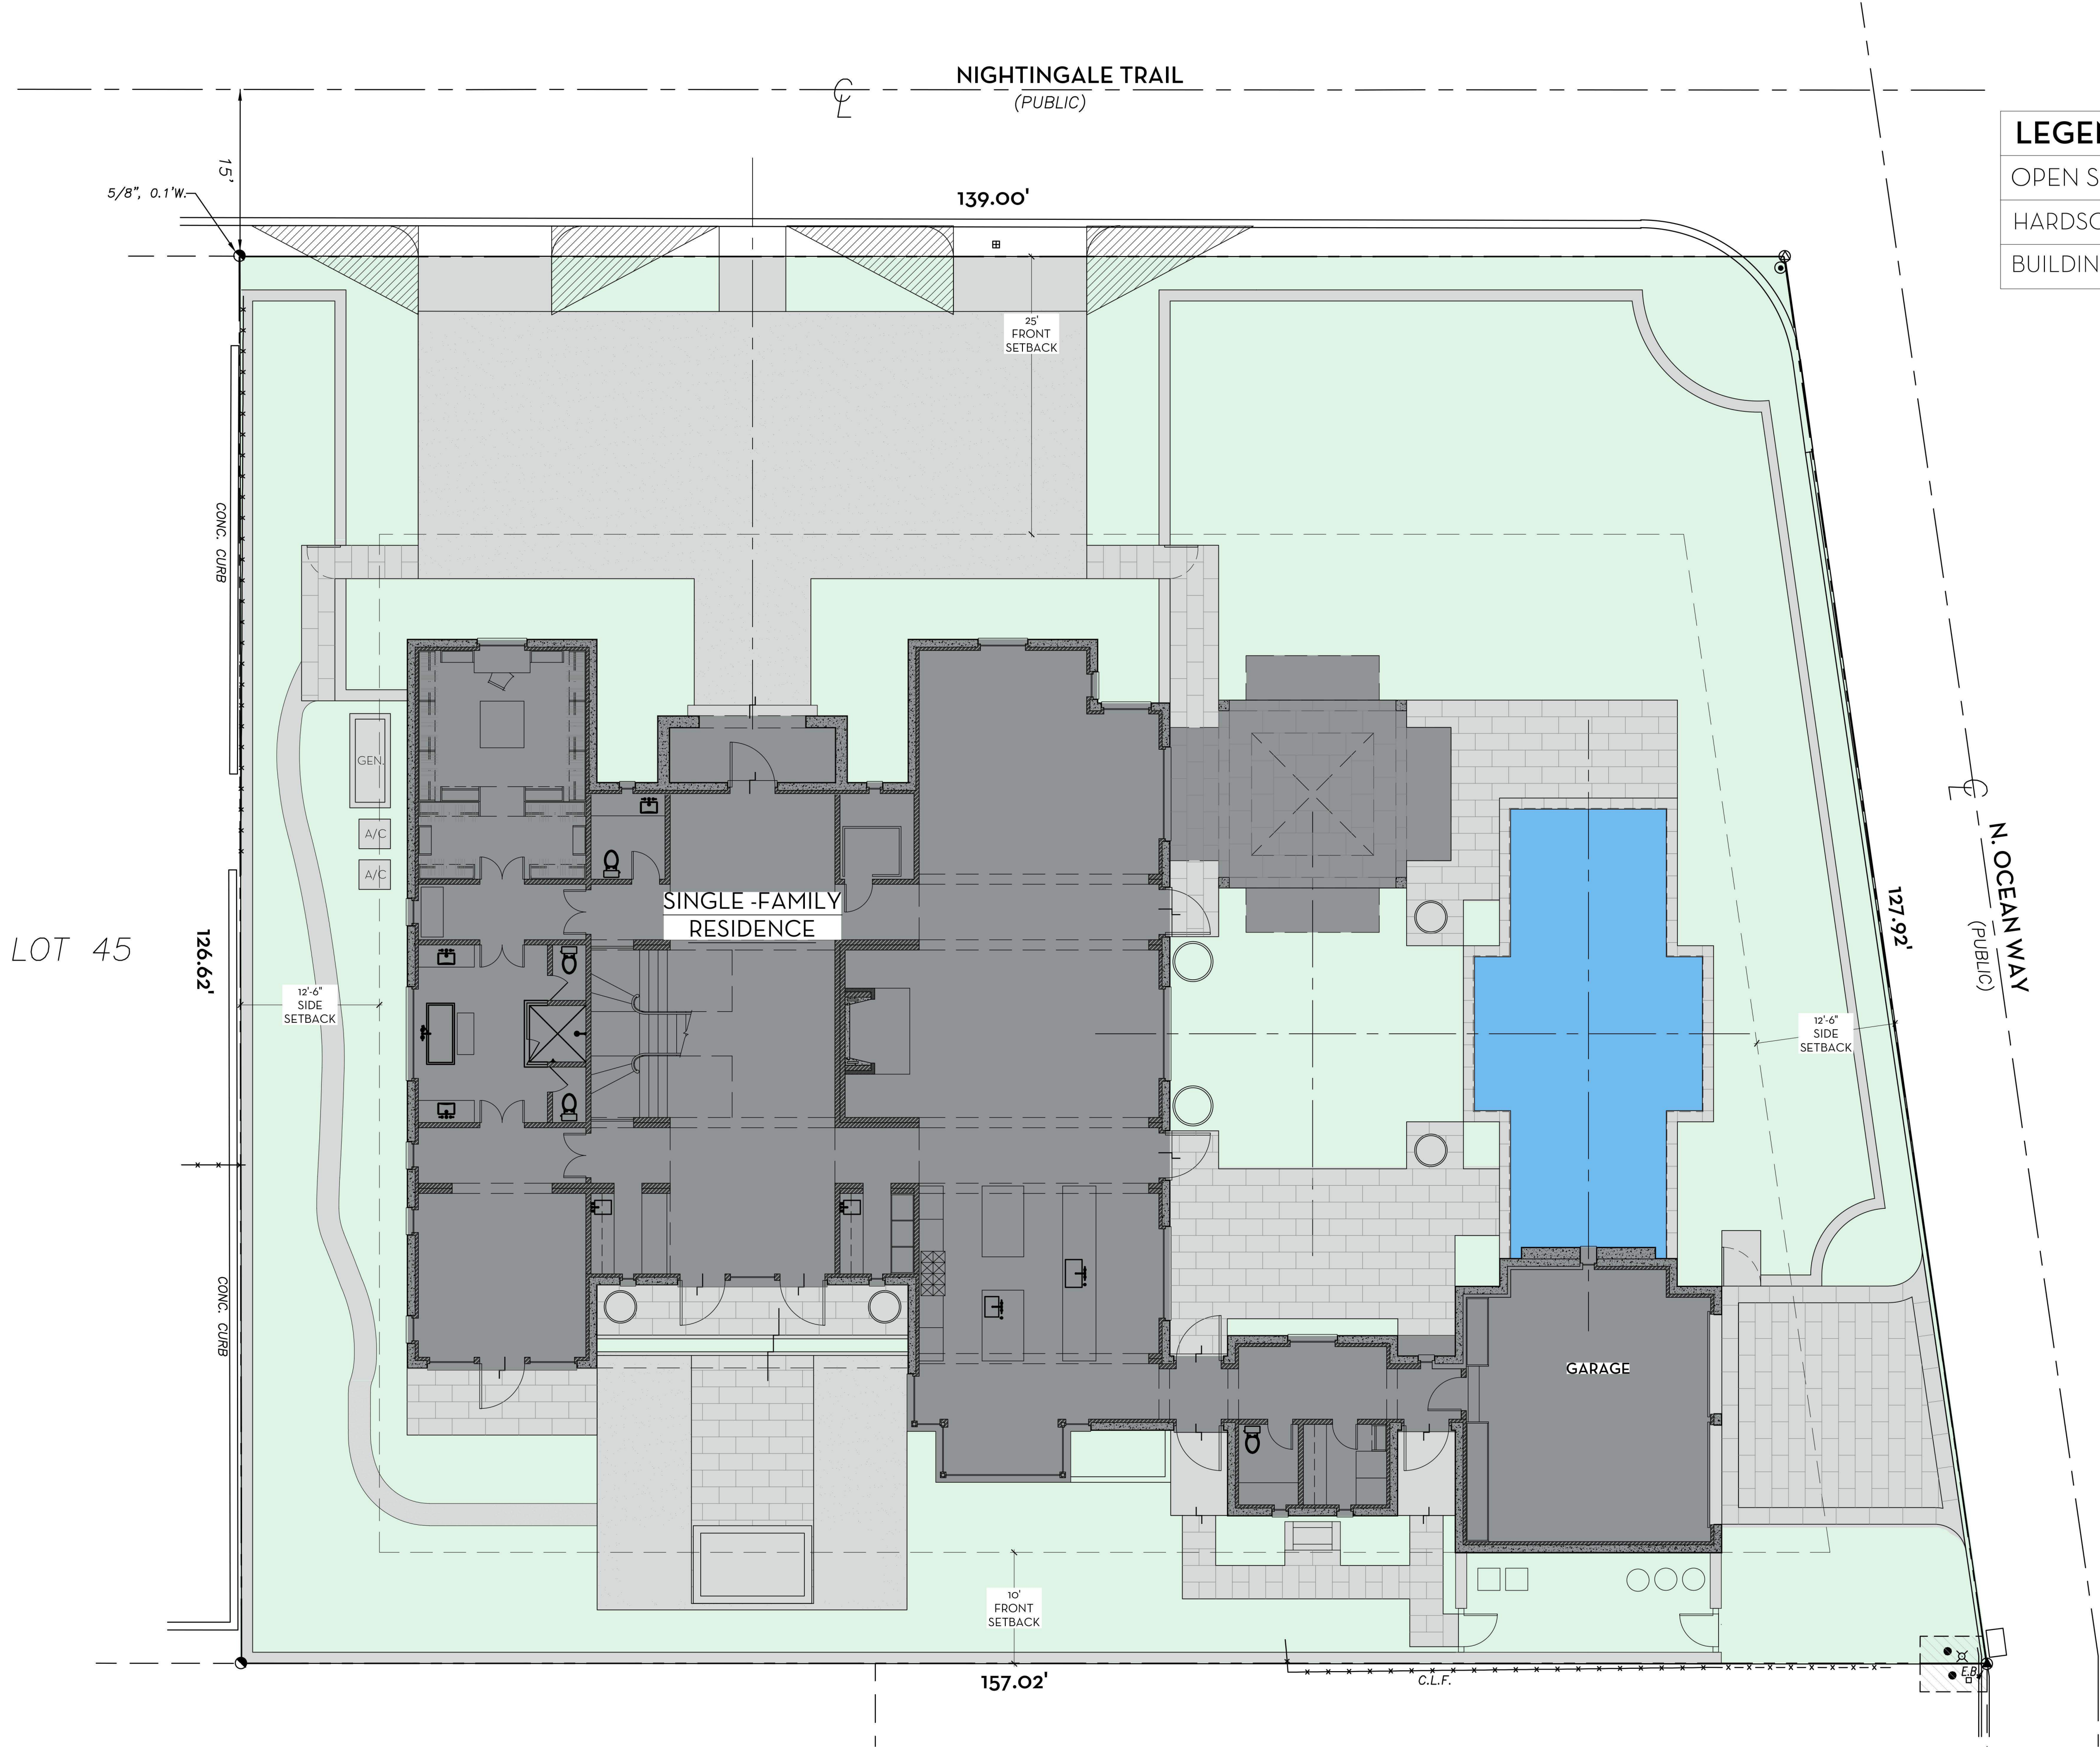 NIGHTINGALE TRAIL
(PUBLIC)
15'
5/8", 0.1'W.
139.00'
25'
FRONT
SETBACK
CONC. CURB
GEN.
A/C
A/C
SINGLE -FAMILY
RESIDENCE
LOT 45
126.62'
12'-6"
SIDE
SETBACK
127.92'
N. OCEAN WAY
(PUBLIC)
12'-6"
SIDE
SETBACK
CONC. CURB
GARAGE
10'
FRONT
SETBACK
157.02'
C.L.F.
E.B.
LEGEN
OPEN S
HARDSC
BUILDIN